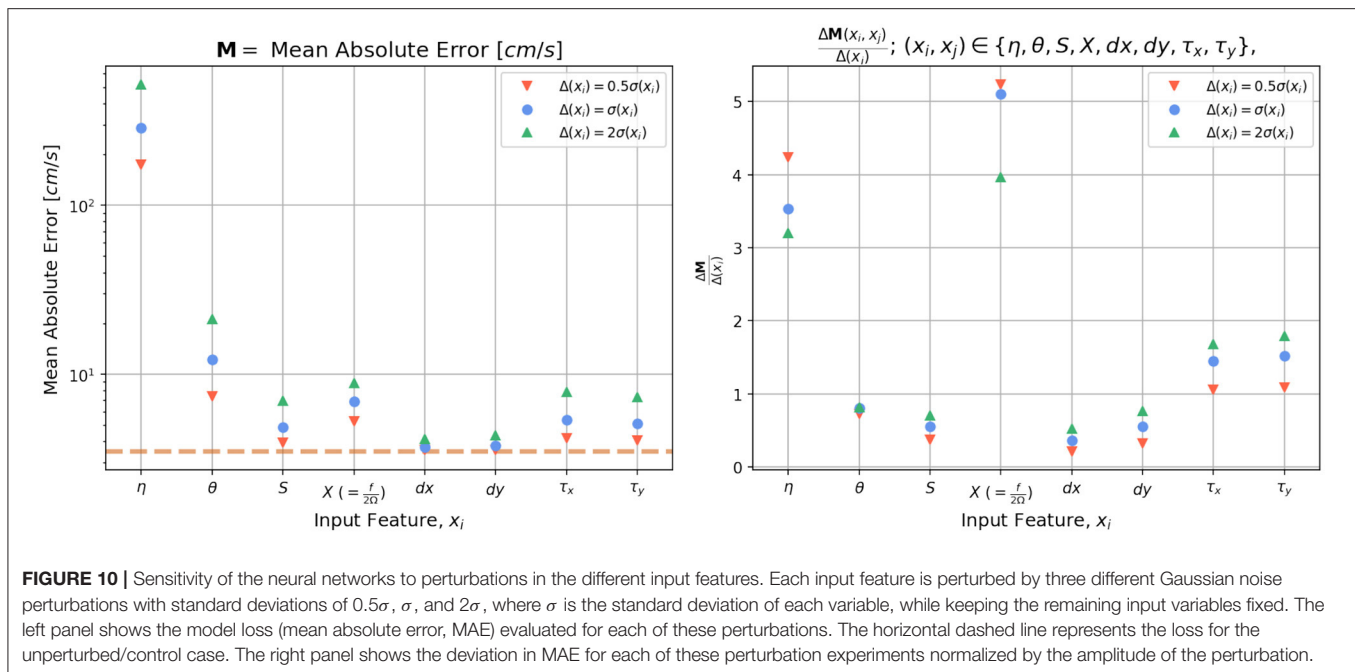 M = Mean Absolute Error [cm/s]
Δ(xᵢ) = 0.5σ(xᵢ)
Δ(xᵢ) = σ(xᵢ)
Δ(xᵢ) = 2σ(xᵢ)
Mean Absolute Error [cm/s]
10²
10¹
η θ S X (= f/2Ω) dx dy τₓ τᵧ
Input Feature, xᵢ
ΔM(xᵢ, xⱼ)/Δ(xᵢ); (xᵢ, xⱼ) ∈ {η, θ, S, X, dx, dy, τₓ, τᵧ},
Δ(xᵢ) = 0.5σ(xᵢ)
Δ(xᵢ) = σ(xᵢ)
Δ(xᵢ) = 2σ(xᵢ)
ΔM/Δ(xᵢ)
5
4
3
2
1
0
η θ S X (= f/2Ω) dx dy τₓ τᵧ
Input Feature, xᵢ
FIGURE 10 | Sensitivity of the neural networks to perturbations in the different input features. Each input feature is perturbed by three different Gaussian noise
perturbations with standard deviations of 0.5σ, σ, and 2σ, where σ is the standard deviation of each variable, while keeping the remaining input variables fixed. The
left panel shows the model loss (mean absolute error, MAE) evaluated for each of these perturbations. The horizontal dashed line represents the loss for the
unperturbed/control case. The right panel shows the deviation in MAE for each of these perturbation experiments normalized by the amplitude of the perturbation.